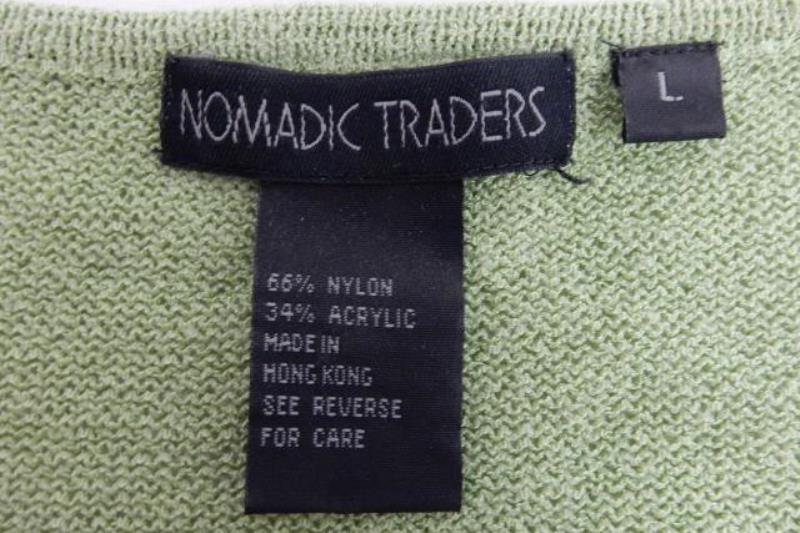 NOMADIC TRADERS
L
66% NYLON
34% ACRYLIC
MADE IN
HONG KONG
SEE REVERSE
FOR CARE